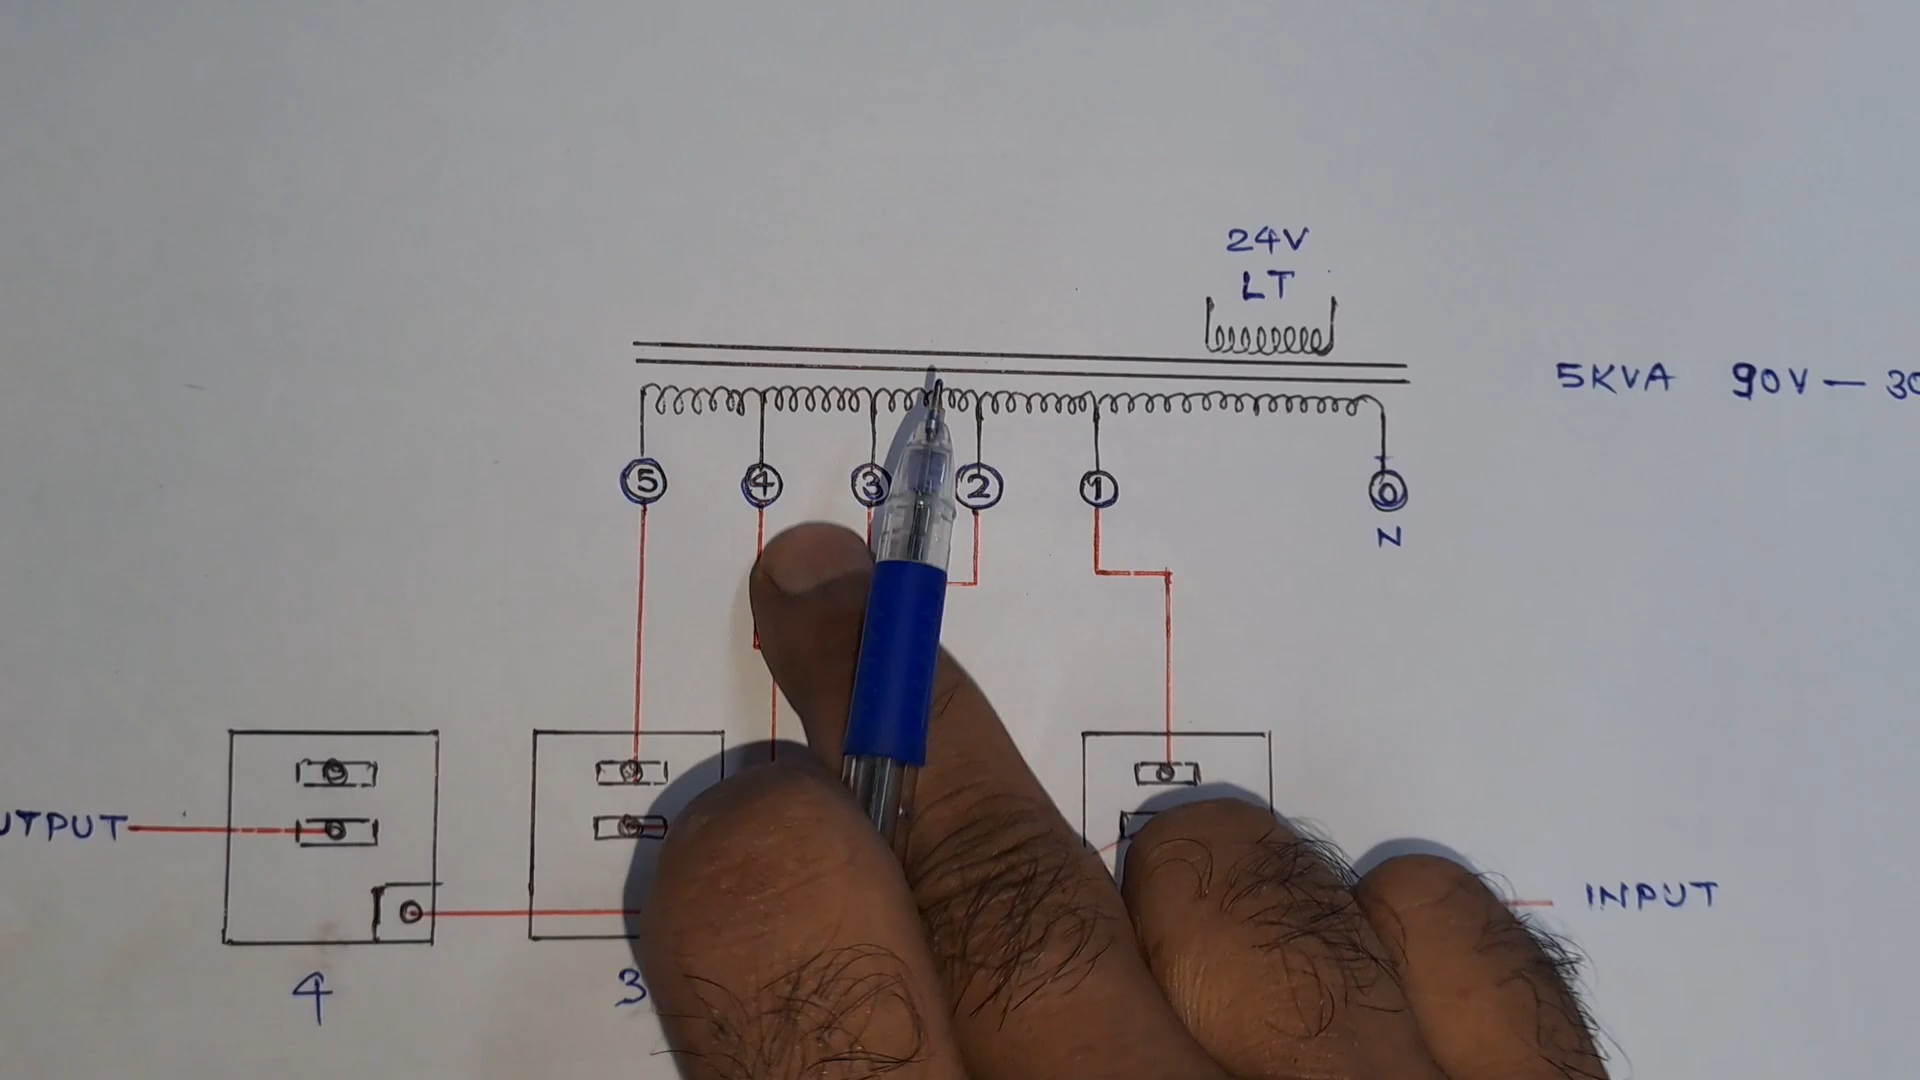 24V
LT
5KVA 90V — 30
5 4 3 2 1 0
N
UTPUT
INPUT
4 3